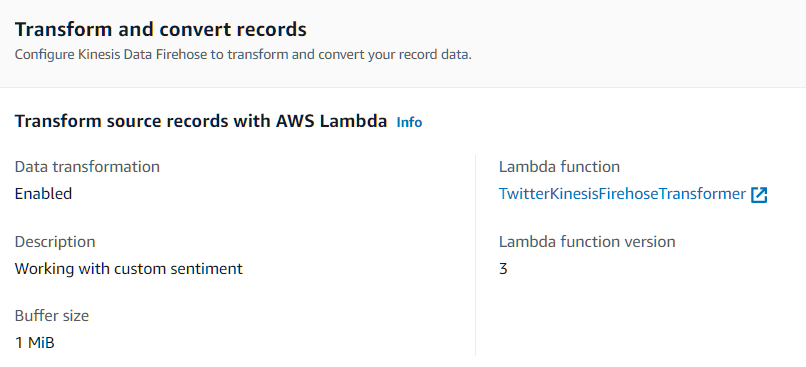 Transform and convert records
Configure Kinesis Data Firehose to transform and convert your record data.
Transform source records with AWS Lambda Info
Data transformation
Enabled
Description
Working with custom sentiment
Buffer size
1 MiB
Lambda function
TwitterKinesisFirehoseTransformer
Lambda function version
3